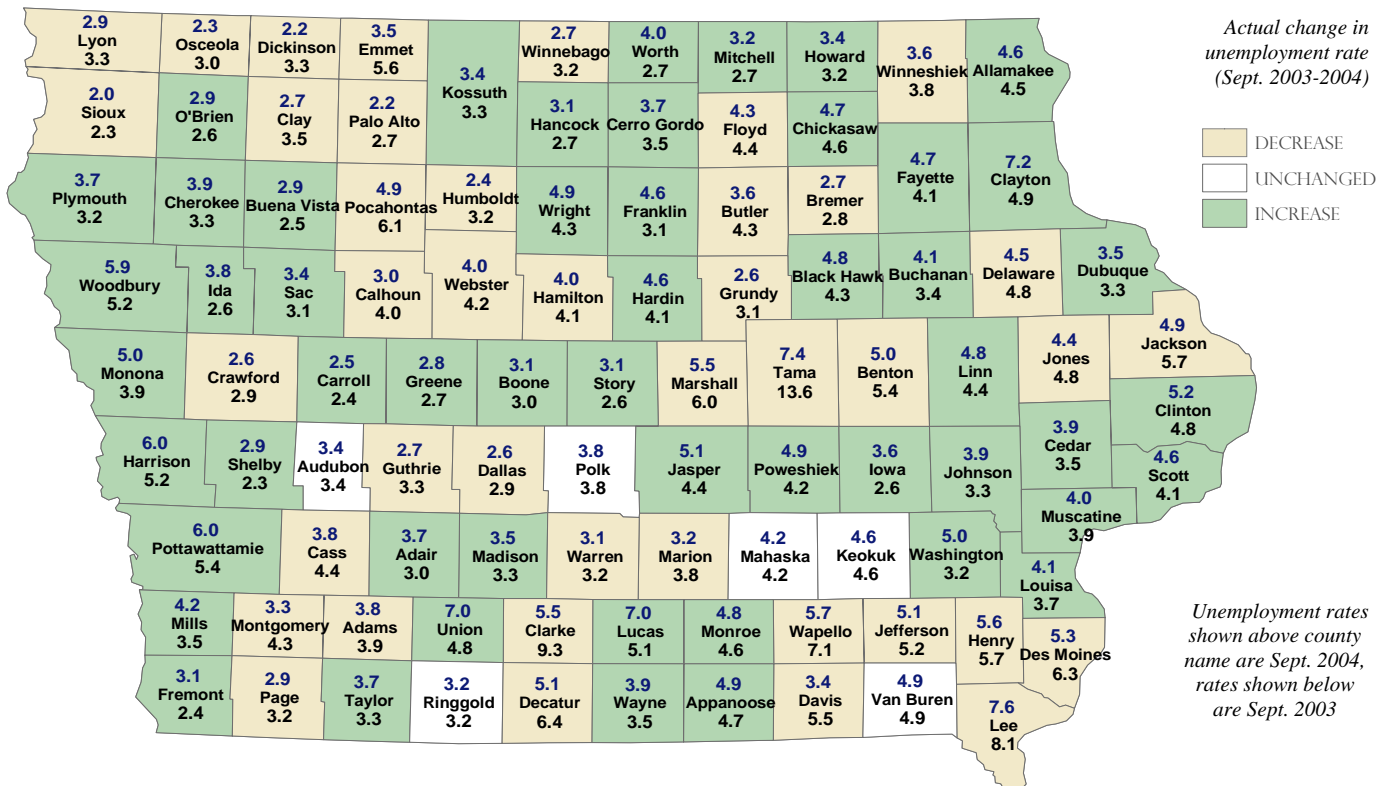 2.9
Lyon
3.3
2.3
Osceola
3.0
2.2
Dickinson
3.3
3.5
Emmet
5.6
3.4
Kossuth
3.3
2.7
Winnebago
3.2
4.0
Worth
2.7
3.2
Mitchell
2.7
3.4
Howard
3.2
3.6
Winneshiek
3.8
4.6
Allamakee
4.5
Actual change in
unemployment rate
(Sept. 2003-2004)
DECREASE
UNCHANGED
INCREASE
2.0
Sioux
2.3
2.9
O'Brien
2.6
2.7
Clay
3.5
2.2
Palo Alto
2.7
3.1
Hancock
2.7
3.7
Cerro Gordo
3.5
4.3
Floyd
4.4
4.7
Chickasaw
4.6
3.7
Plymouth
3.2
3.9
Cherokee
3.3
2.9
Buena Vista
2.5
4.9
Pocahontas
6.1
2.4
Humboldt
3.2
4.9
Wright
4.3
4.6
Franklin
3.1
3.6
Butler
4.3
2.7
Bremer
2.8
4.7
Fayette
4.1
7.2
Clayton
4.9
5.9
Woodbury
5.2
3.8
Ida
2.6
3.4
Sac
3.1
3.0
Calhoun
4.0
4.0
Webster
4.2
4.0
Hamilton
4.1
4.6
Hardin
4.1
2.6
Grundy
3.1
4.8
Black Hawk
4.3
4.1
Buchanan
3.4
4.5
Delaware
4.8
3.5
Dubuque
3.3
5.0
Monona
3.9
2.6
Crawford
2.9
2.5
Carroll
2.4
2.8
Greene
2.7
3.1
Boone
3.0
3.1
Story
2.6
5.5
Marshall
6.0
7.4
Tama
13.6
5.0
Benton
5.4
4.8
Linn
4.4
4.4
Jones
4.8
4.9
Jackson
5.7
5.2
Clinton
4.8
6.0
Harrison
5.2
2.9
Shelby
2.3
3.4
Audubon
3.4
2.7
Guthrie
3.3
2.6
Dallas
2.9
3.8
Polk
3.8
5.1
Jasper
4.4
4.9
Poweshiek
4.2
3.6
Iowa
2.6
3.9
Johnson
3.3
3.9
Cedar
3.5
4.6
Scott
4.1
4.0
Muscatine
3.9
6.0
Pottawattamie
5.4
3.8
Cass
4.4
3.7
Adair
3.0
3.5
Madison
3.3
3.1
Warren
3.2
3.2
Marion
3.8
4.2
Mahaska
4.2
4.6
Keokuk
4.6
5.0
Washington
3.2
4.1
Louisa
3.7
4.2
Mills
3.5
3.3
Montgomery
4.3
3.8
Adams
3.9
7.0
Union
4.8
5.5
Clarke
9.3
7.0
Lucas
5.1
4.8
Monroe
4.6
5.7
Wapello
7.1
5.1
Jefferson
5.2
5.6
Henry
5.7
5.3
Des Moines
6.3
3.1
Fremont
2.4
2.9
Page
3.2
3.7
Taylor
3.3
3.2
Ringgold
3.2
5.1
Decatur
6.4
3.9
Wayne
3.5
4.9
Appanoose
4.7
3.4
Davis
5.5
4.9
Van Buren
4.9
7.6
Lee
8.1
Unemployment rates
shown above county
name are Sept. 2004,
rates shown below
are Sept. 2003